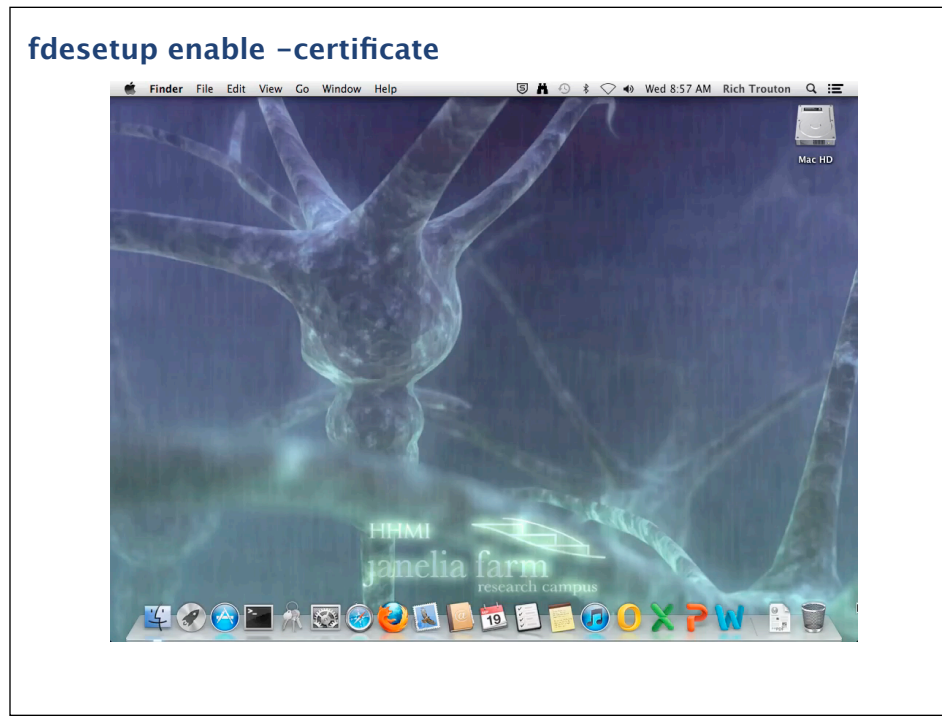 fdesetup enable -certificate
Finder File Edit View Go Window Help Wed 8:57 AM Rich Trouton
Mac HD
HHMI
janelia farm
research campus
19